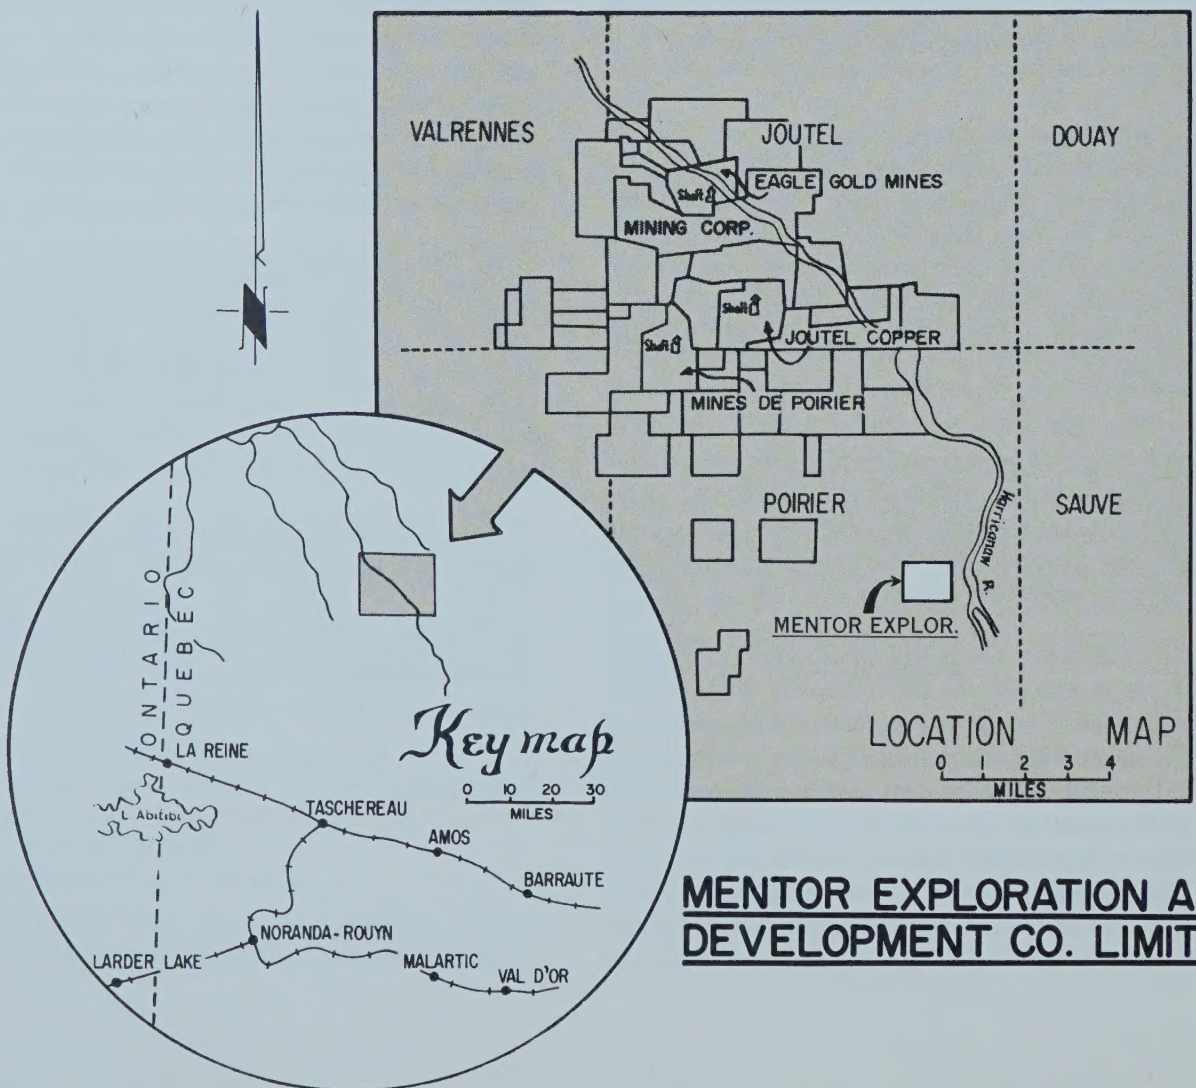 VALRENNES
JOUTEL
DOUAY
EAGLE GOLD MINES
Shaft
MINING CORP.
Shaft
JOUTEL COPPER
Shaft
MINES DE POIRIER
POIRIER
SAUVE
Harricanaw R.
MENTOR EXPLOR.
LOCATION MAP
0 1 2 3 4
MILES
ONTARIO
QUEBEC
LA REINE
Key map
0 10 20 30
MILES
L. Abitibi
TASCHEREAU
AMOS
BARRAUTE
NORANDA-ROUYN
LARDER LAKE
MALARTIC
VAL D'OR
MENTOR EXPLORATION A
DEVELOPMENT CO. LIMIT